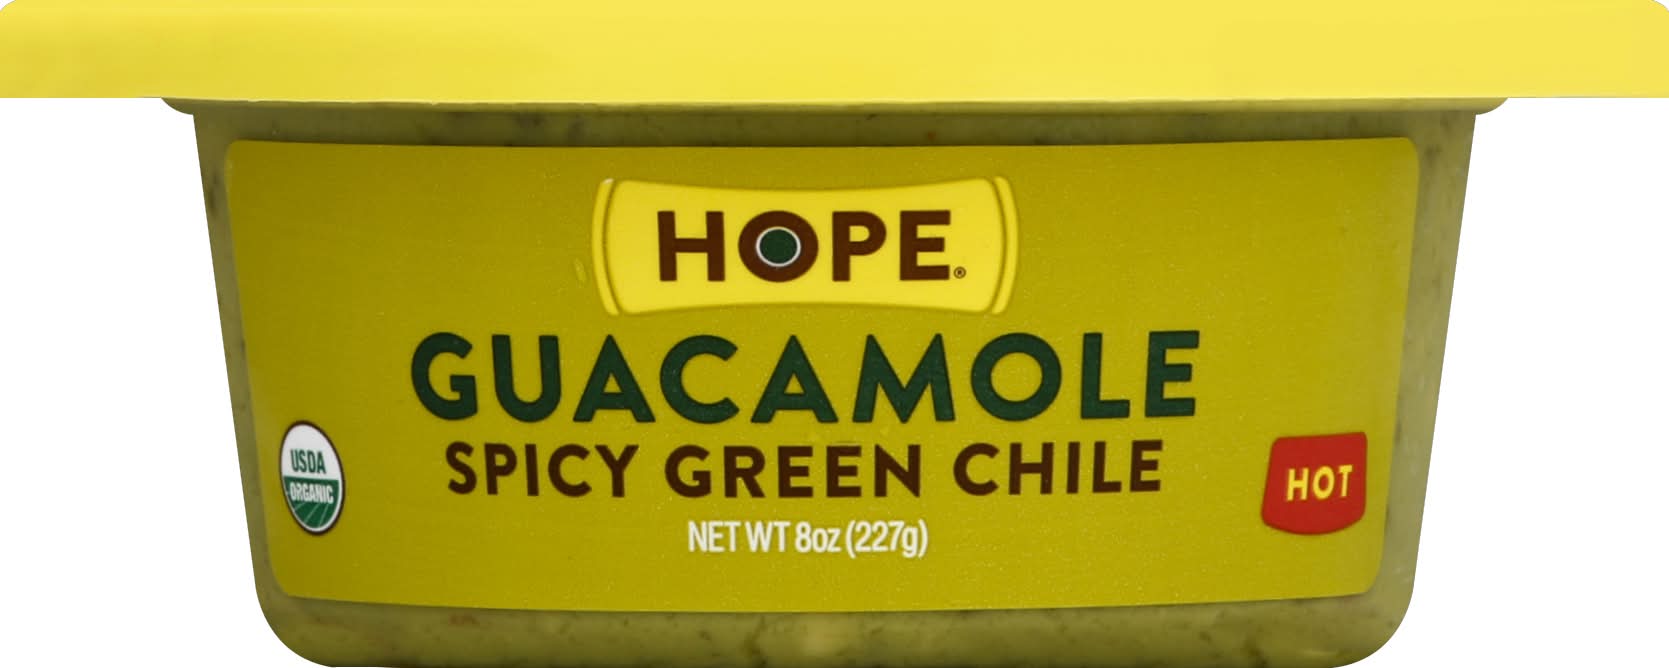 HOPE®
GUACAMOLE
SPICY GREEN CHILE
NET WT 8oz (227g)
USDA
ORGANIC
HOT